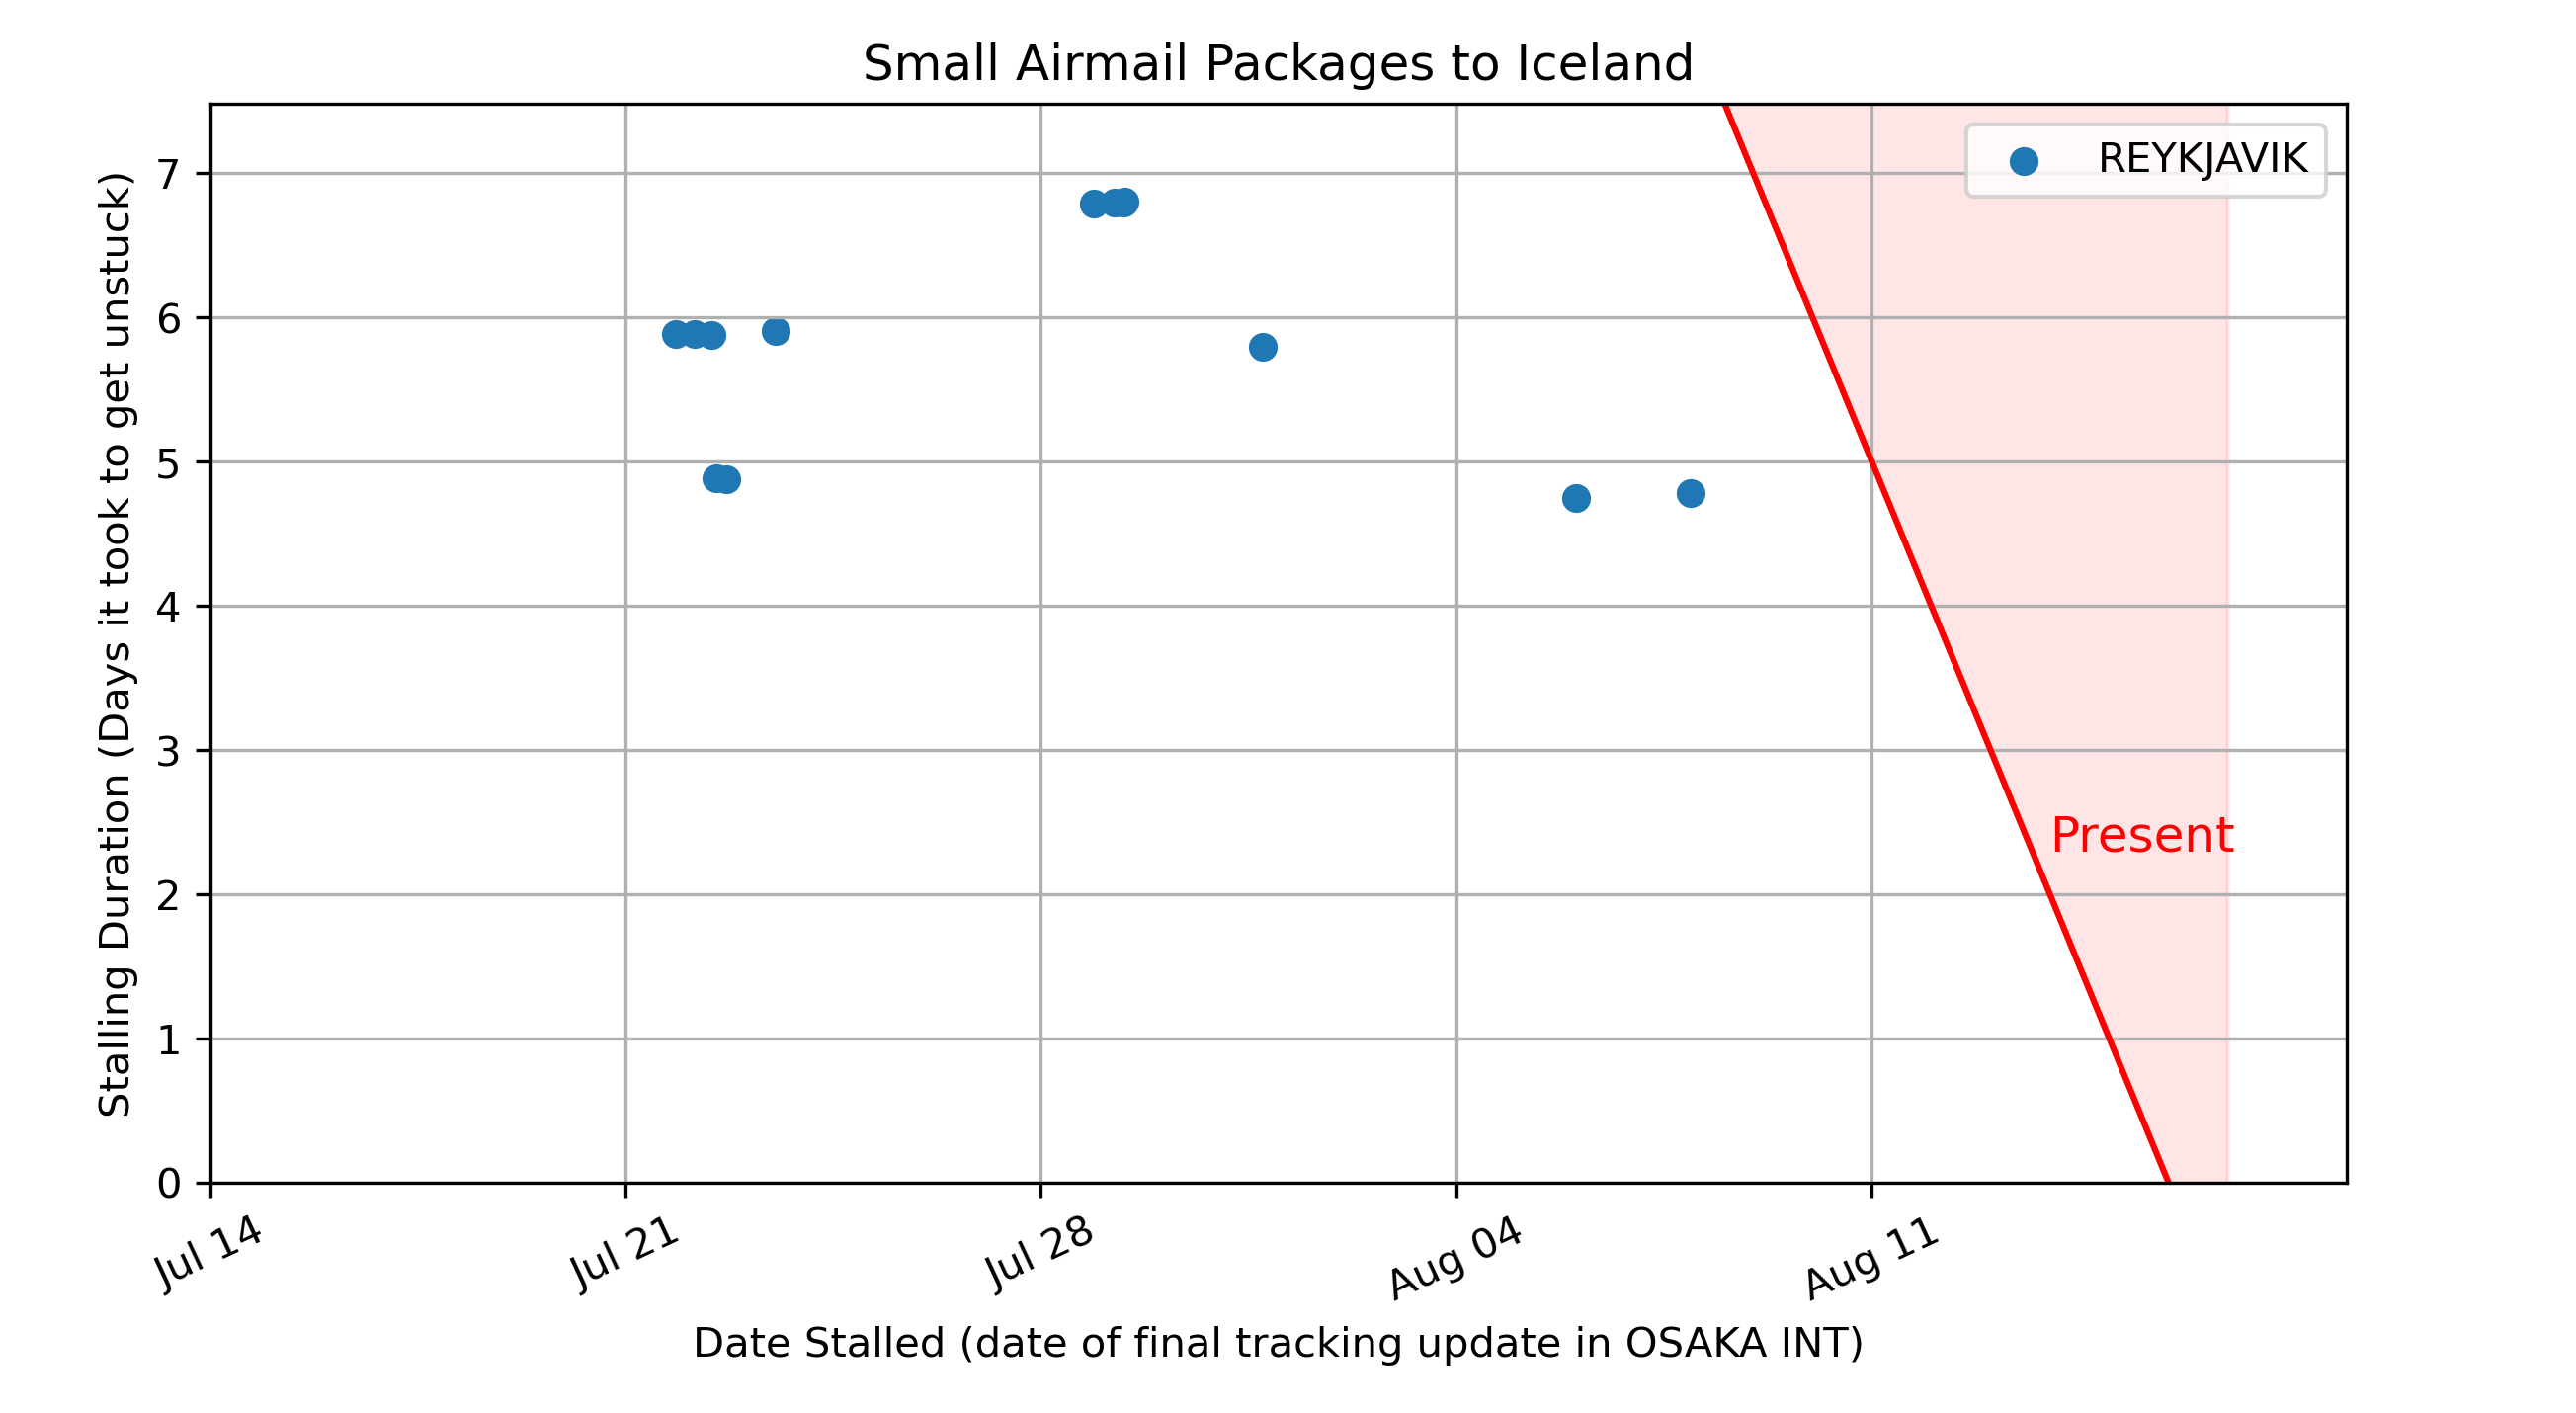 Small Airmail Packages to Iceland
REYKJAVIK
Stalling Duration (Days it took to get unstuck)
7
6
5
4
3
2
1
0
Present
Jul 14
Jul 21
Jul 28
Aug 04
Aug 11
Date Stalled (date of final tracking update in OSAKA INT)